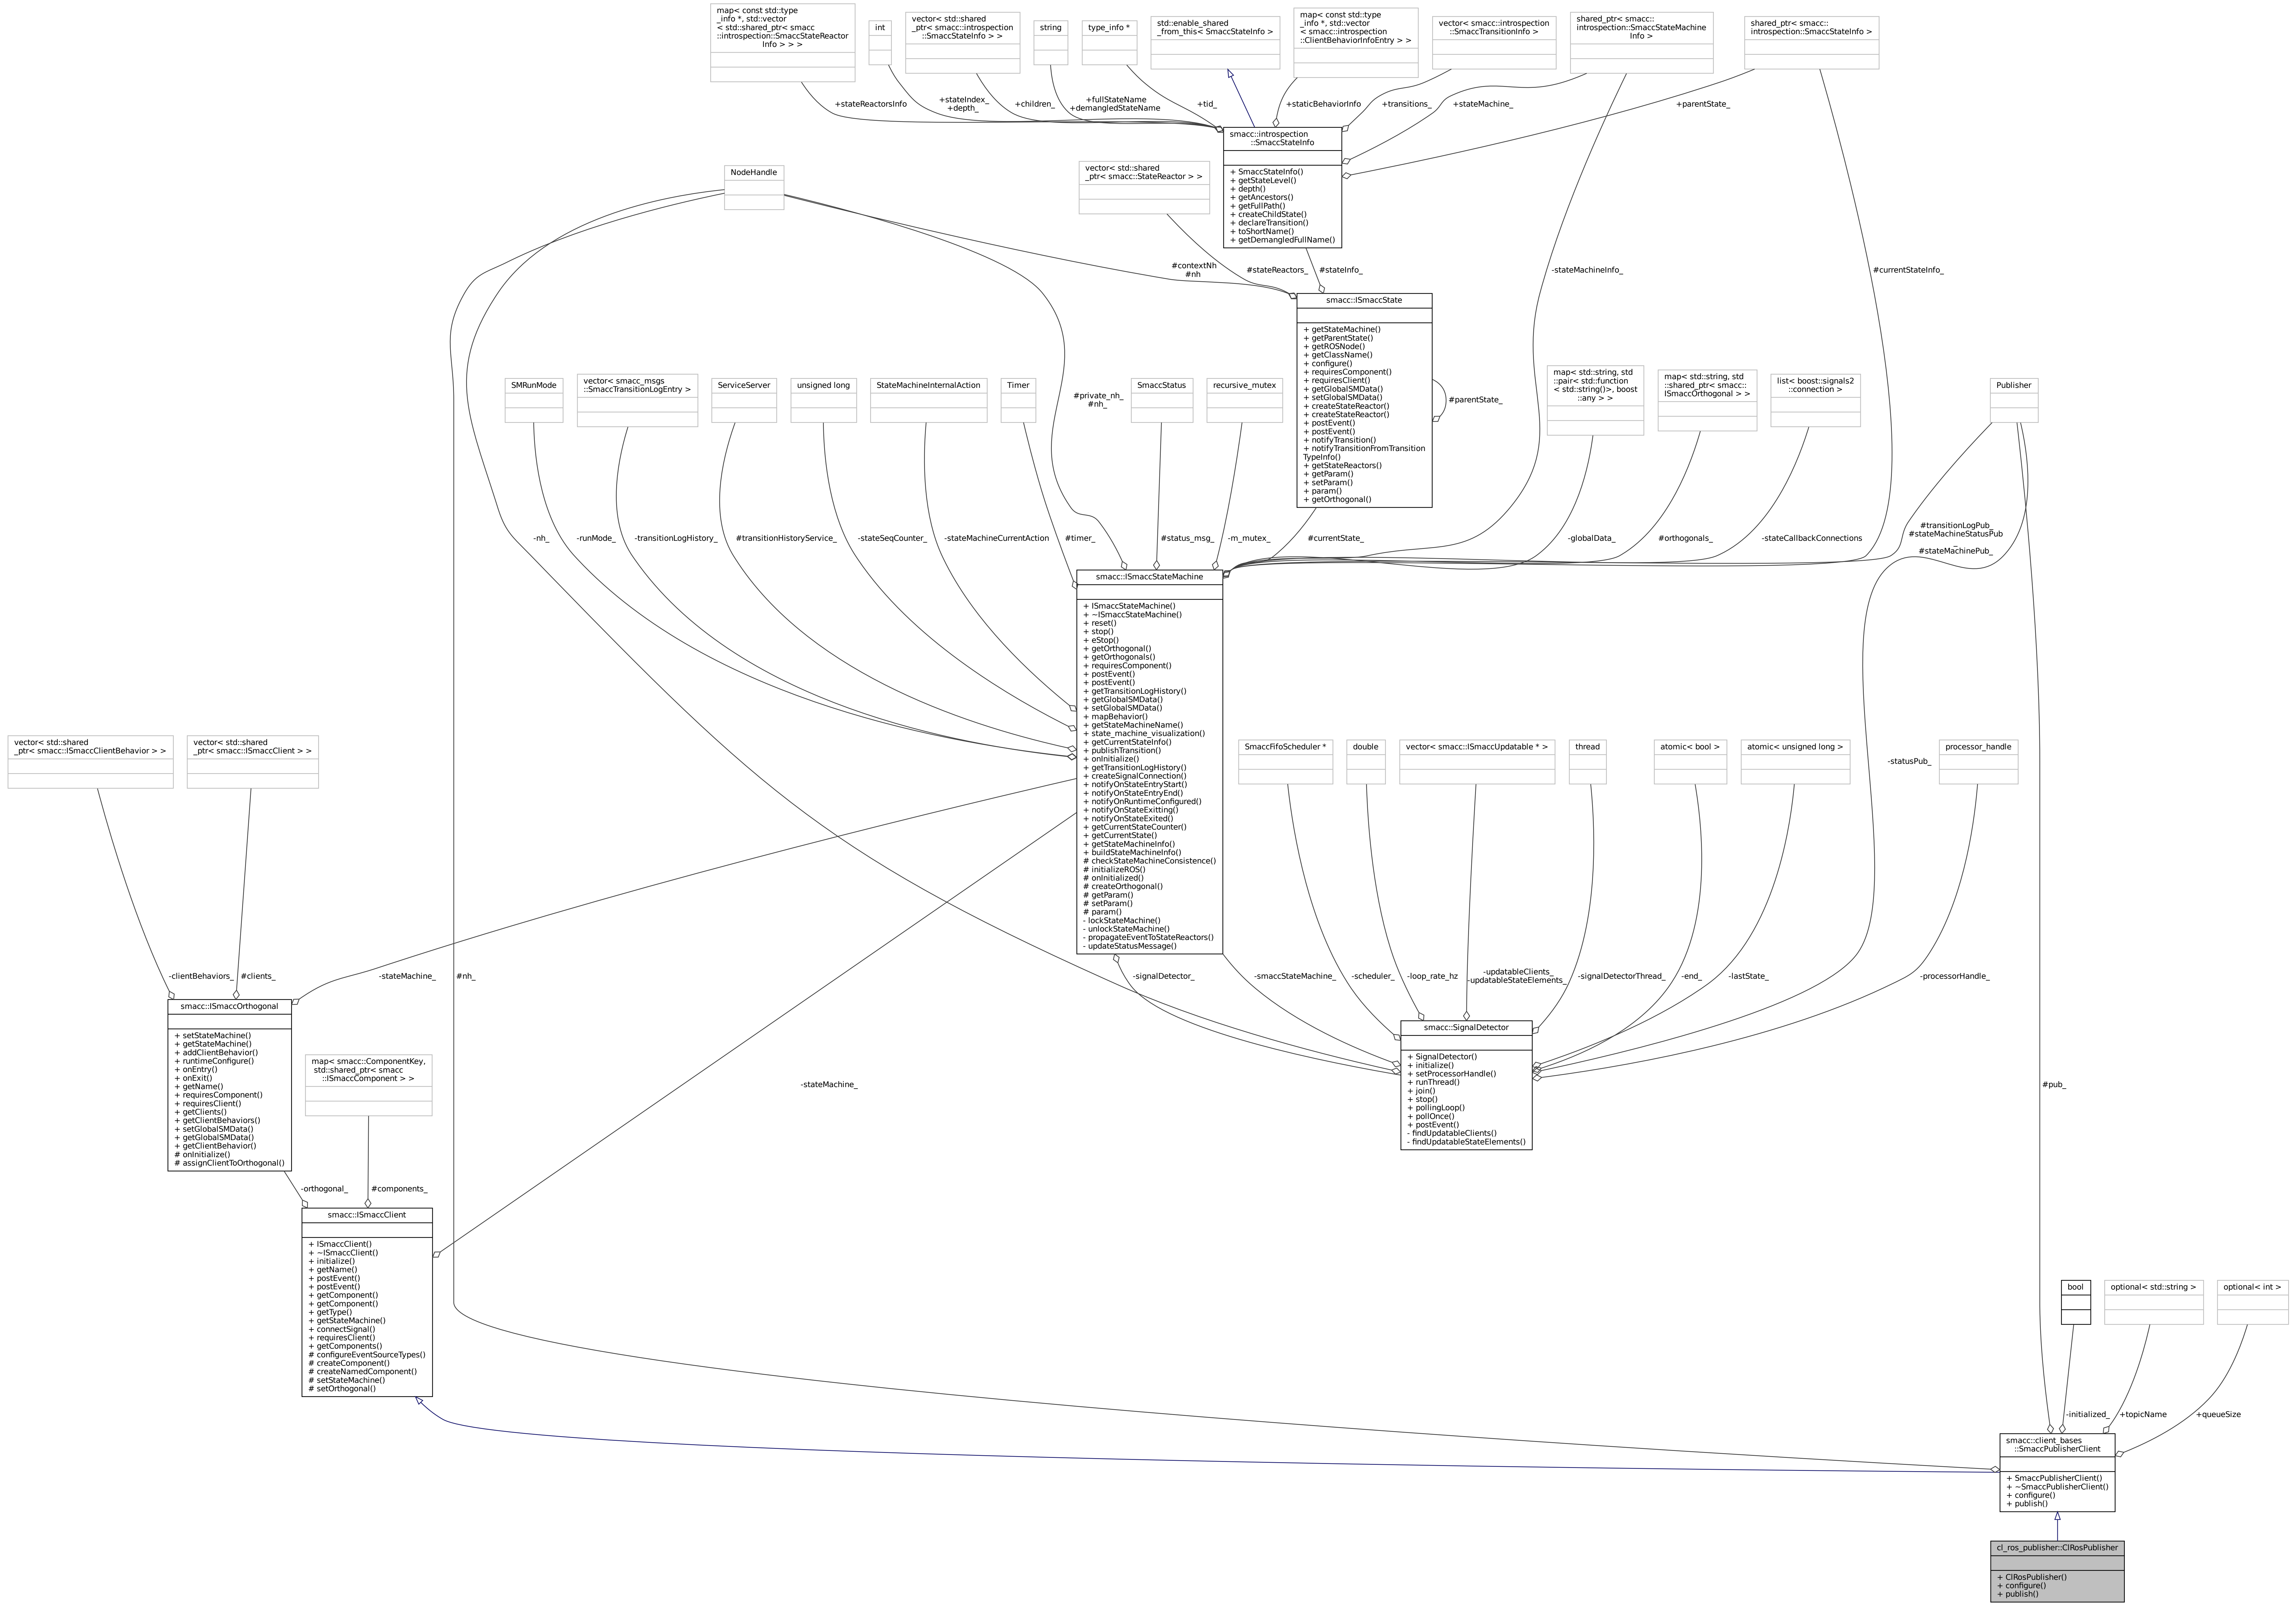 map< const std::type
_info *, std::vector
< std::shared_ptr< smacc
::introspection::SmaccStateReactor
Info > > >
int
vector< std::shared
_ptr< smacc::introspection
::SmaccStateInfo > >
string
type_info *
std::enable_shared
_from_this< SmaccStateInfo >
map< const std::type
_info *, std::vector
< smacc::introspection
::ClientBehaviorInfoEntry > >
vector< smacc::introspection
::SmaccTransitionInfo >
shared_ptr< smacc::
introspection::SmaccStateMachine
Info >
shared_ptr< smacc::
introspection::SmaccStateInfo >
+stateReactorsInfo
+stateIndex_
+depth_
+children_
+fullStateName
+demangledStateName
+tid_
+staticBehaviorInfo
+transitions_
+stateMachine_
+parentState_
smacc::introspection
::SmaccStateInfo
+ SmaccStateInfo()
+ getStateLevel()
+ depth()
+ getAncestors()
+ getFullPath()
+ createChildState()
+ declareTransition()
+ toShortName()
+ getDemangledFullName()
NodeHandle
vector< std::shared
_ptr< smacc::StateReactor > >
#contextNh
#nh
#stateReactors_
#stateInfo_
-stateMachineInfo_
#currentStateInfo_
smacc::ISmaccState
+ getStateMachine()
+ getParentState()
+ getROSNode()
+ getClassName()
+ configure()
+ requiresComponent()
+ requiresClient()
+ getGlobalSMData()
+ setGlobalSMData()
+ createStateReactor()
+ createStateReactor()
+ postEvent()
+ postEvent()
+ notifyTransition()
+ notifyTransitionFromTransition
TypeInfo()
+ getStateReactors()
+ getParam()
+ setParam()
+ param()
+ getOrthogonal()
#parentState_
SMRunMode
vector< smacc_msgs
::SmaccTransitionLogEntry >
ServiceServer
unsigned long
StateMachineInternalAction
Timer
#private_nh_
#nh_
SmaccStatus
recursive_mutex
map< std::string, std
::pair< std::function
< std::string()>, boost
::any > >
map< std::string, std
::shared_ptr< smacc::
ISmaccOrthogonal > >
list< boost::signals2
::connection >
Publisher
-nh_
-runMode_
-transitionLogHistory_
#transitionHistoryService_
-stateSeqCounter_
-stateMachineCurrentAction
#timer_
#status_msg_
-m_mutex_
#currentState_
-globalData_
#orthogonals_
-stateCallbackConnections
#transitionLogPub_
#stateMachineStatusPub
_
#stateMachinePub_
smacc::ISmaccStateMachine
+ ISmaccStateMachine()
+ ~ISmaccStateMachine()
+ reset()
+ stop()
+ eStop()
+ getOrthogonal()
+ getOrthogonals()
+ requiresComponent()
+ postEvent()
+ postEvent()
+ getTransitionLogHistory()
+ getGlobalSMData()
+ setGlobalSMData()
+ mapBehavior()
+ getStateMachineName()
+ state_machine_visualization()
+ getCurrentStateInfo()
+ publishTransition()
+ onInitialize()
+ getTransitionLogHistory()
+ createSignalConnection()
+ notifyOnStateEntryStart()
+ notifyOnStateEntryEnd()
+ notifyOnRuntimeConfigured()
+ notifyOnStateExitting()
+ notifyOnStateExited()
+ getCurrentStateCounter()
+ getCurrentState()
+ getStateMachineInfo()
+ buildStateMachineInfo()
# checkStateMachineConsistence()
# initializeROS()
# onInitialized()
# createOrthogonal()
# getParam()
# setParam()
# param()
- lockStateMachine()
- unlockStateMachine()
- propagateEventToStateReactors()
- updateStatusMessage()
vector< std::shared
_ptr< smacc::ISmaccClientBehavior > >
vector< std::shared
_ptr< smacc::ISmaccClient > >
SmaccFifoScheduler *
double
vector< smacc::ISmaccUpdatable * >
thread
atomic< bool >
atomic< unsigned long >
-statusPub_
processor_handle
-clientBehaviors_
#clients_
-stateMachine_
#nh_
-signalDetector_
-smaccStateMachine_
-scheduler_
-loop_rate_hz
-updatableClients_
-updatableStateElements_
-signalDetectorThread_
-end_
-lastState_
-processorHandle_
smacc::ISmaccOrthogonal
+ setStateMachine()
+ getStateMachine()
+ addClientBehavior()
+ runtimeConfigure()
+ onEntry()
+ onExit()
+ getName()
+ requiresComponent()
+ requiresClient()
+ getClients()
+ getClientBehaviors()
+ setGlobalSMData()
+ getGlobalSMData()
+ getClientBehavior()
# onInitialize()
# assignClientToOrthogonal()
map< smacc::ComponentKey,
std::shared_ptr< smacc
::ISmaccComponent > >
-stateMachine_
smacc::SignalDetector
+ SignalDetector()
+ initialize()
+ setProcessorHandle()
+ runThread()
+ join()
+ stop()
+ pollingLoop()
+ pollOnce()
+ postEvent()
- findUpdatableClients()
- findUpdatableStateElements()
#pub_
-orthogonal_
#components_
smacc::ISmaccClient
+ ISmaccClient()
+ ~ISmaccClient()
+ initialize()
+ getName()
+ postEvent()
+ postEvent()
+ getComponent()
+ getComponent()
+ getType()
+ getStateMachine()
+ connectSignal()
+ requiresClient()
+ getComponents()
# configureEventSourceTypes()
# createComponent()
# createNamedComponent()
# setStateMachine()
# setOrthogonal()
bool
optional< std::string >
optional< int >
-initialized_
+topicName
+queueSize
smacc::client_bases
::SmaccPublisherClient
+ SmaccPublisherClient()
+ ~SmaccPublisherClient()
+ configure()
+ publish()
cl_ros_publisher::ClRosPublisher
+ ClRosPublisher()
+ configure()
+ publish()